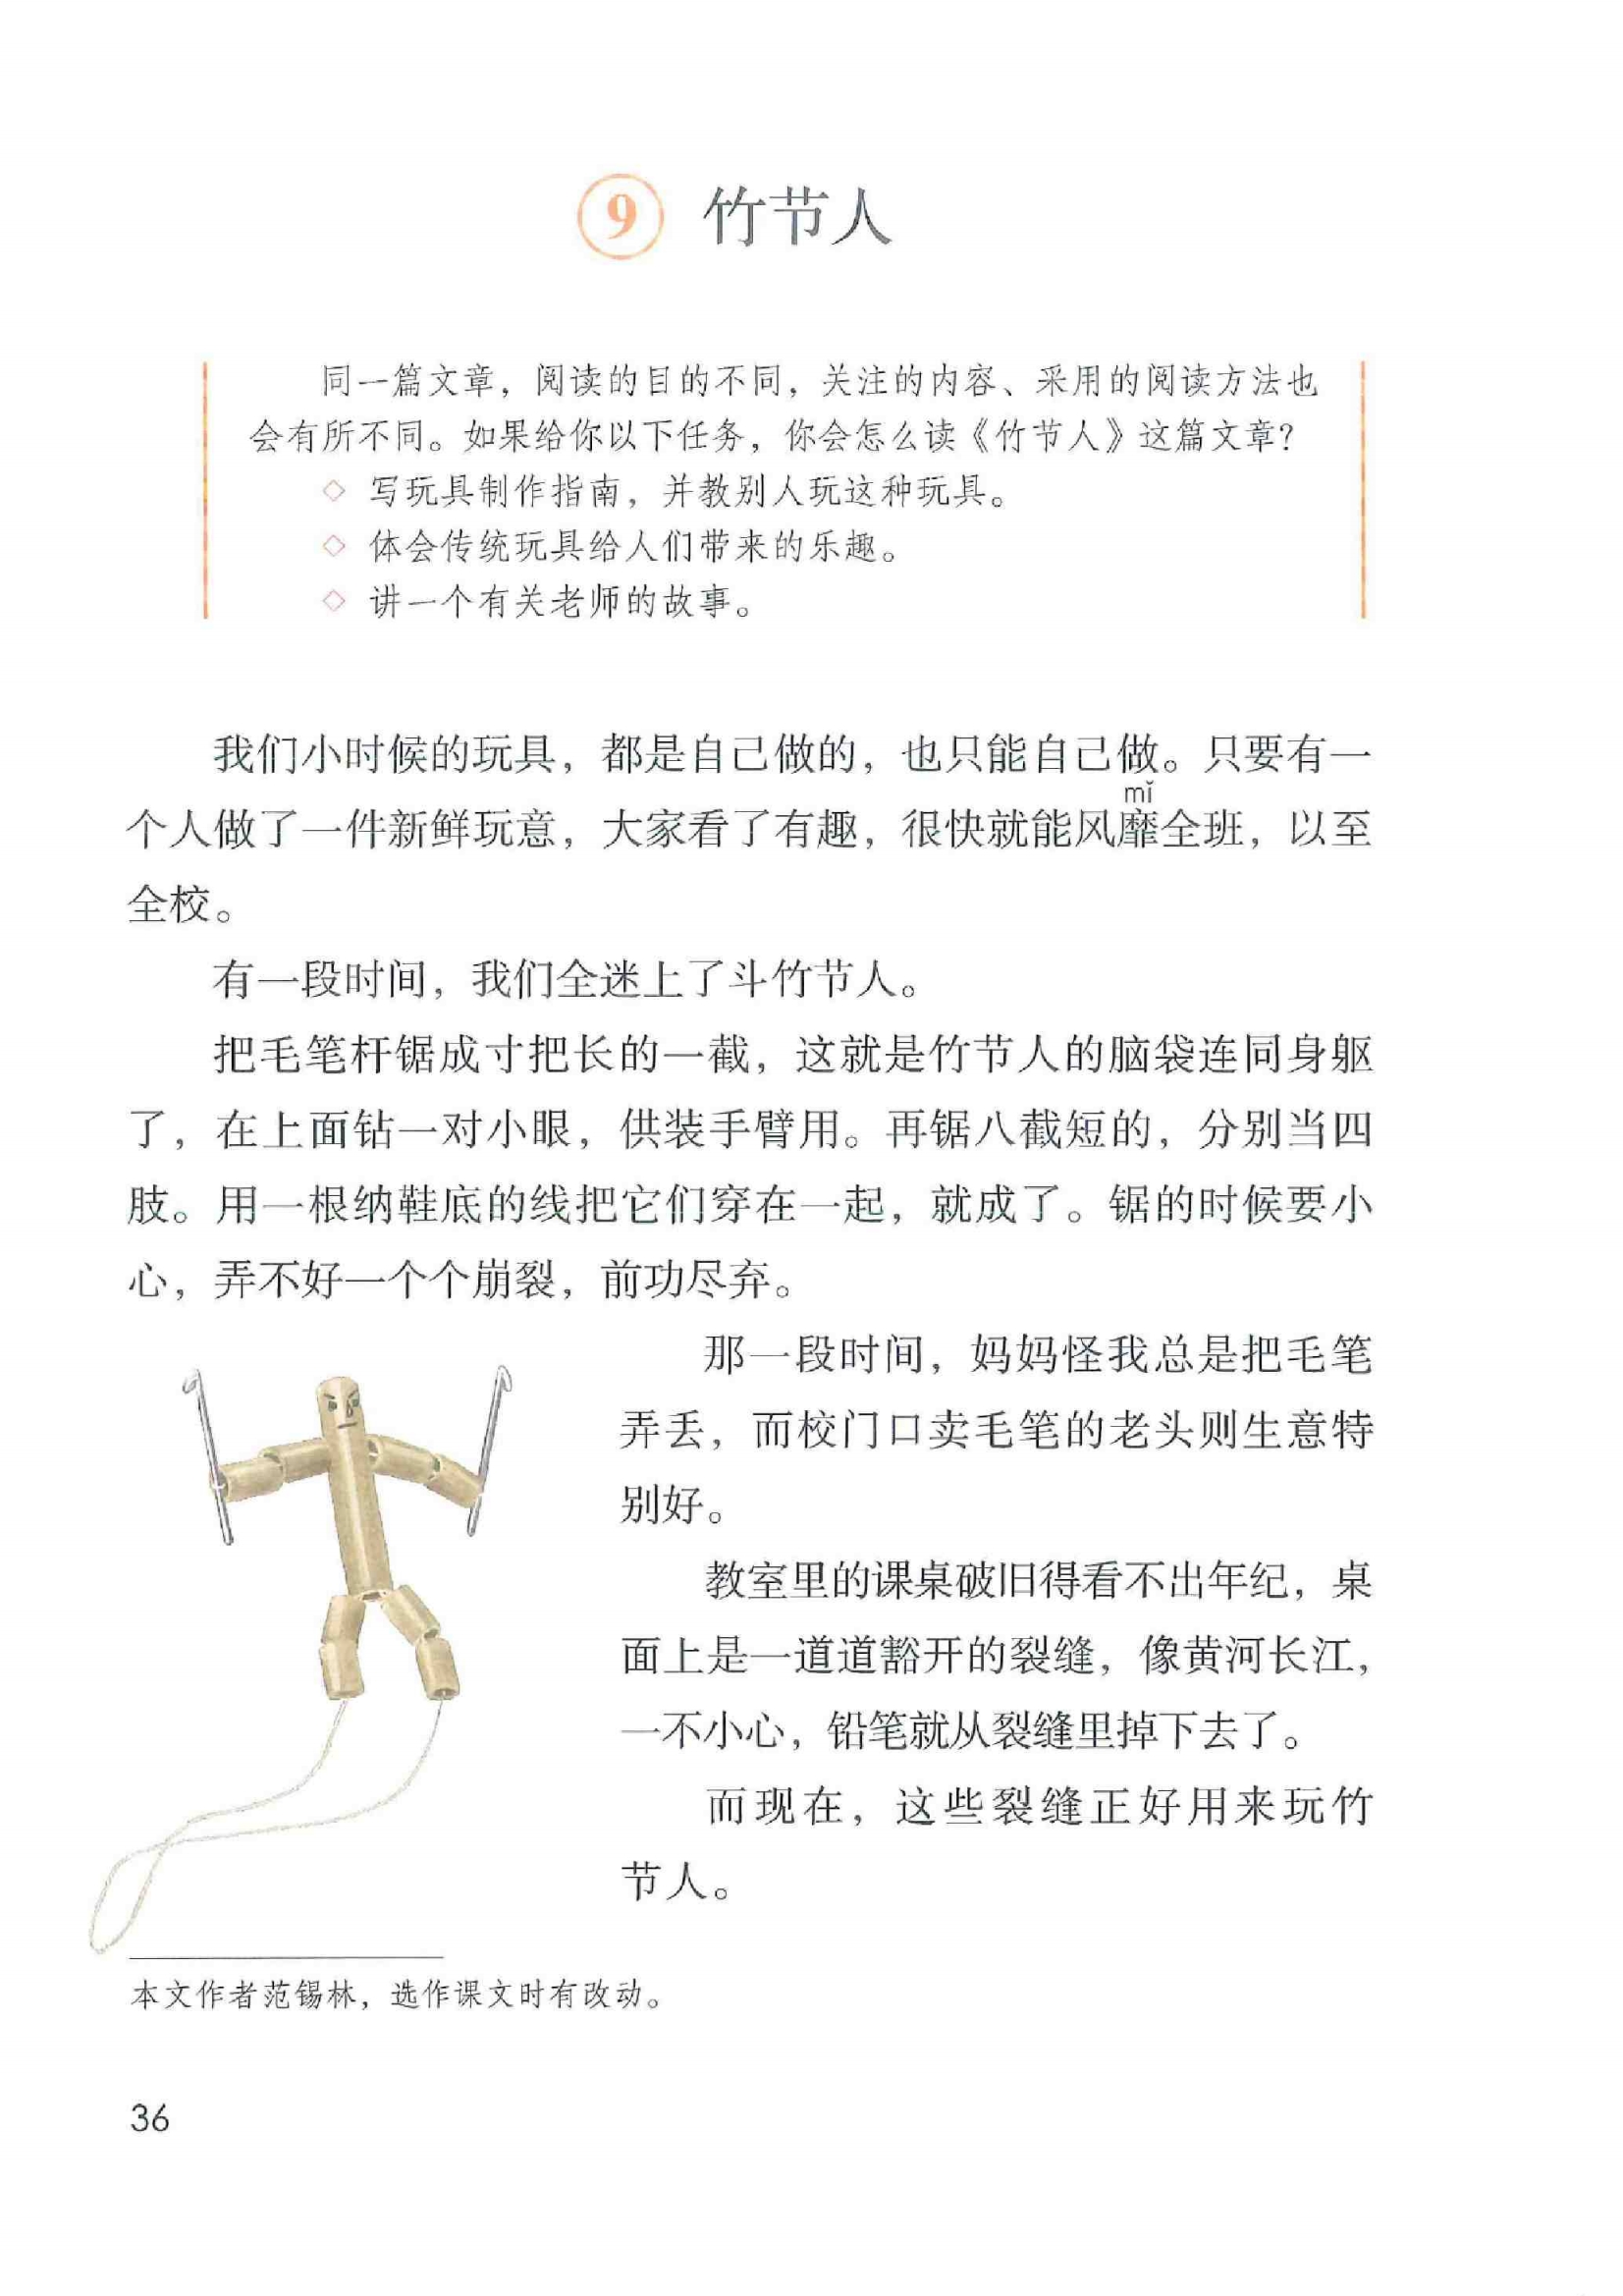 9 竹节人
同一篇文章，阅读的目的不同，关注的内容、采用的阅读方法也
会有所不同。如果给你以下任务，你会怎么读《竹节人》这篇文章？
◇ 写玩具制作指南，并教别人玩这种玩具。
◇ 体会传统玩具给人们带来的乐趣。
◇ 讲一个有关老师的故事。
我们小时候的玩具，都是自己做的，也只能自己做。只要有一
mǐ
个人做了一件新鲜玩意，大家看了有趣，很快就能风靡全班，以至
全校。
有一段时间，我们全迷上了斗竹节人。
把毛笔杆锯成寸把长的一截，这就是竹节人的脑袋连同身躯
了，在上面钻一对小眼，供装手臂用。再锯八截短的，分别当四
肢。用一根纳鞋底的线把它们穿在一起，就成了。锯的时候要小
心，弄不好一个个崩裂，前功尽弃。
那一段时间，妈妈怪我总是把毛笔
弄丢，而校门口卖毛笔的老头则生意特
别好。
教室里的课桌破旧得看不出年纪，桌
面上是一道道豁开的裂缝，像黄河长江，
一不小心，铅笔就从裂缝里掉下去了。
而现在，这些裂缝正好用来玩竹
节人。
本文作者范锡林，选作课文时有改动。
36